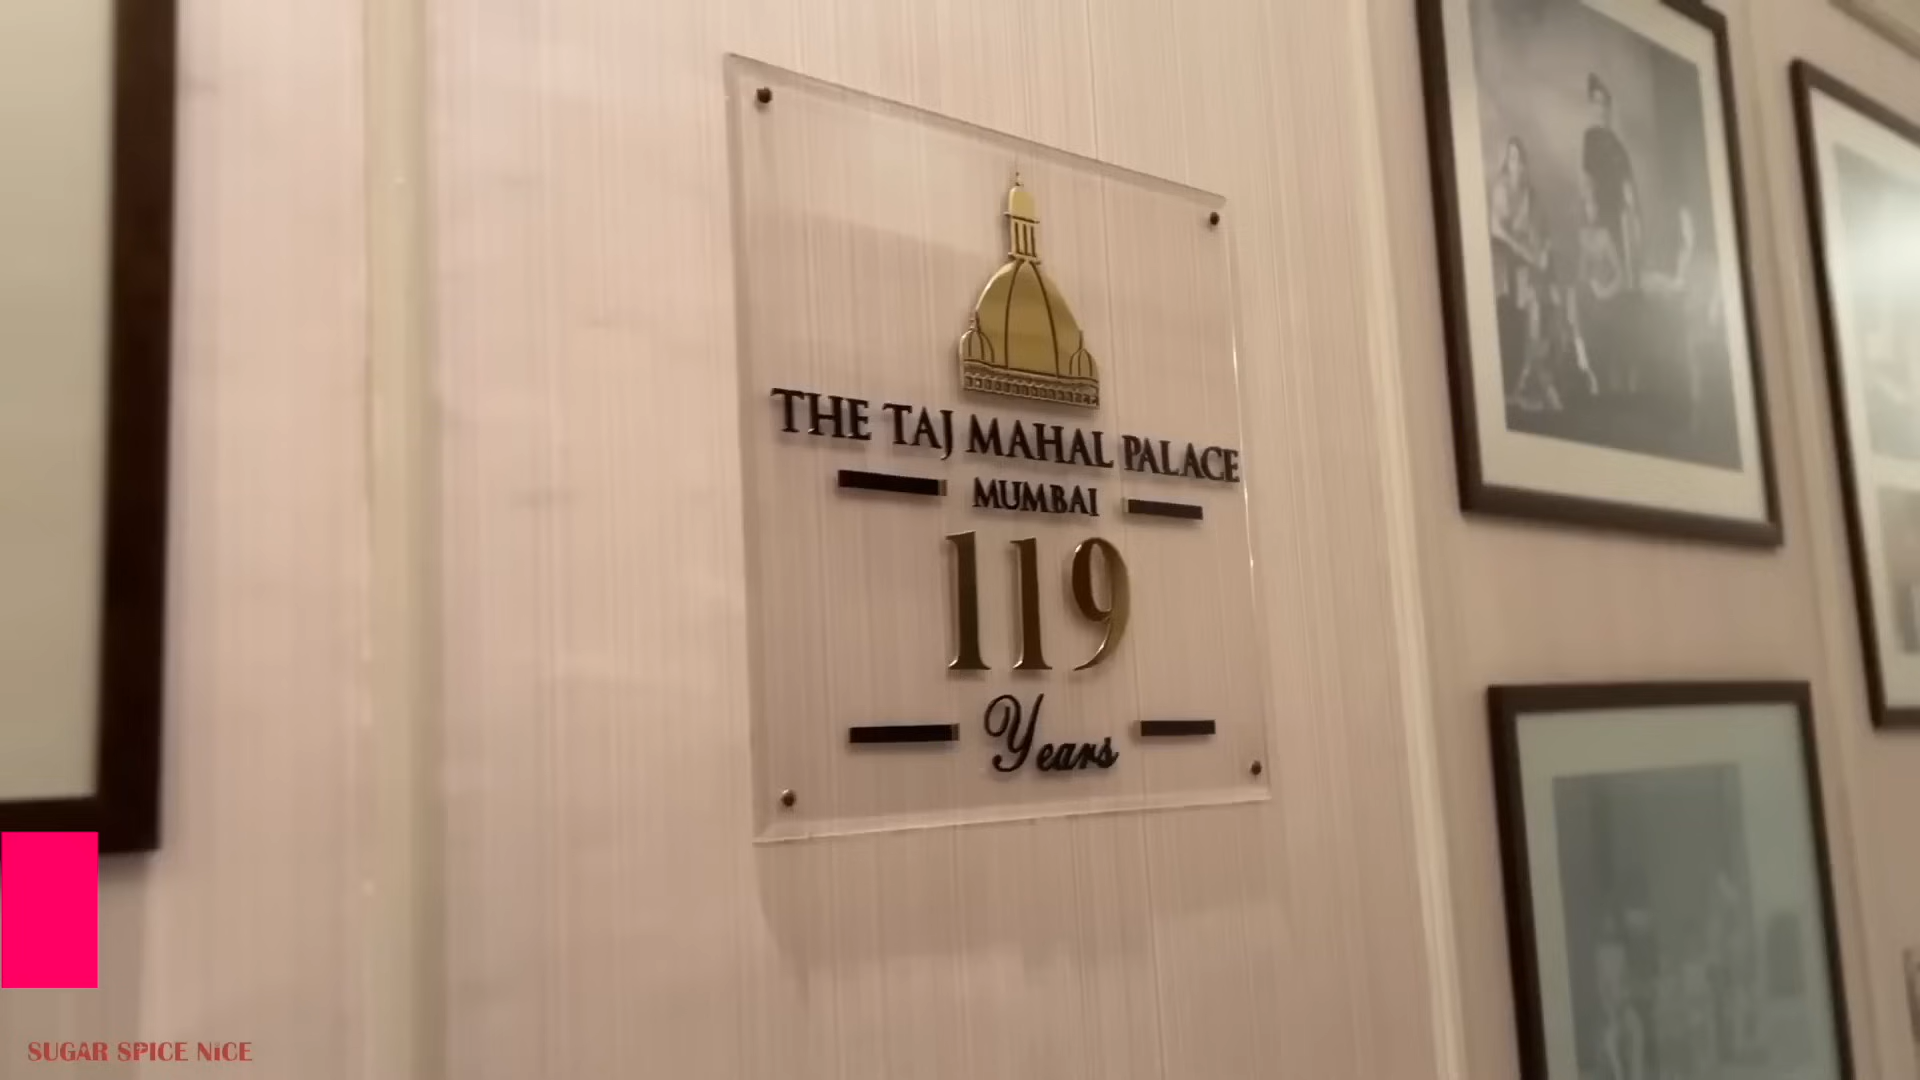 THE TAJ MAHAL PALACE
MUMBAI
119
Years
SUGAR SPICE NiCE